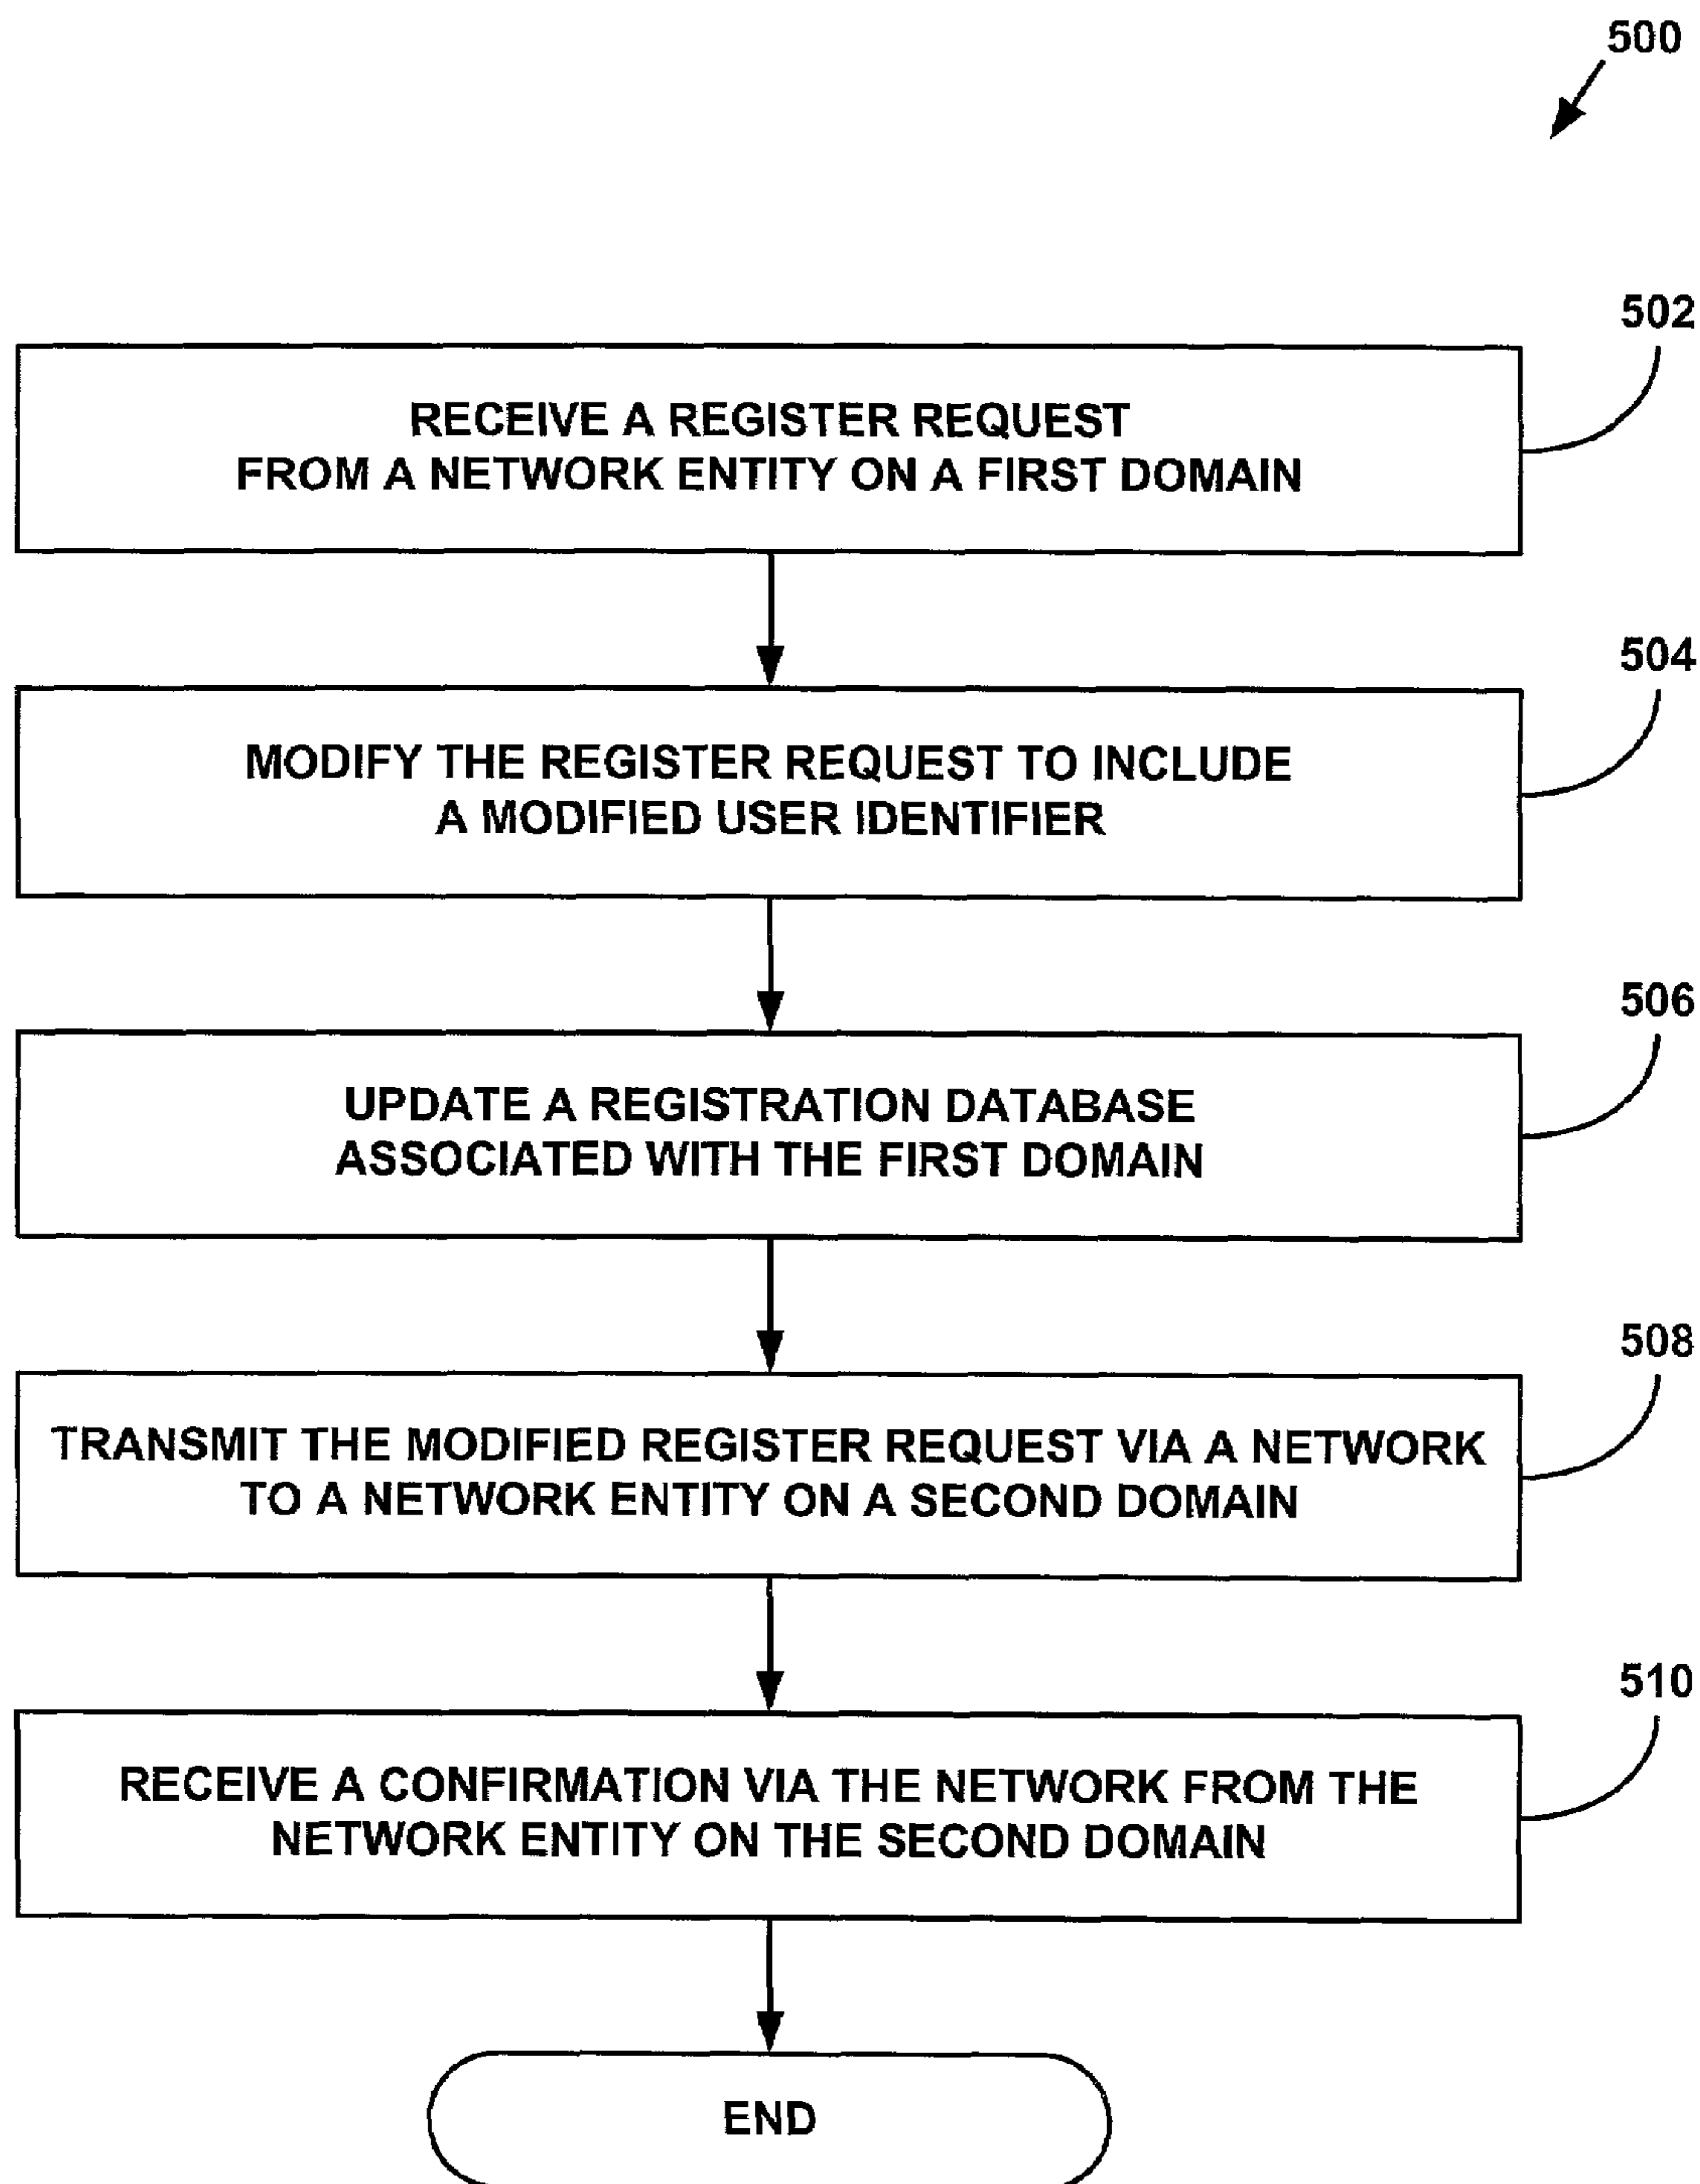 500
502
RECEIVE A REGISTER REQUEST
FROM A NETWORK ENTITY ON A FIRST DOMAIN
504
MODIFY THE REGISTER REQUEST TO INCLUDE
A MODIFIED USER IDENTIFIER
506
UPDATE A REGISTRATION DATABASE
ASSOCIATED WITH THE FIRST DOMAIN
508
TRANSMIT THE MODIFIED REGISTER REQUEST VIA A NETWORK
TO A NETWORK ENTITY ON A SECOND DOMAIN
510
RECEIVE A CONFIRMATION VIA THE NETWORK FROM THE
NETWORK ENTITY ON THE SECOND DOMAIN
END